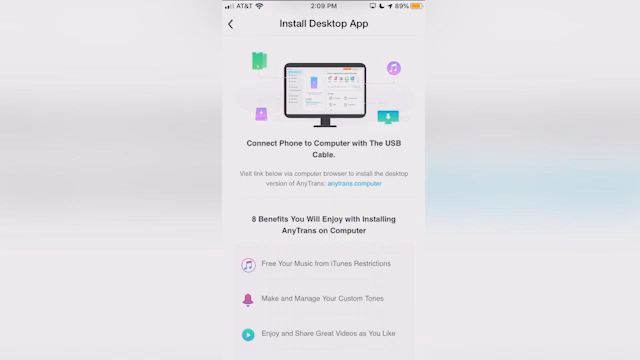 AT&T 2:09 PM 89%
Install Desktop App
Connect Phone to Computer with The USB
Cable.
Visit link below via computer browser to install the desktop
version of AnyTrans: anytrans.computer
8 Benefits You Will Enjoy with Installing
AnyTrans on Computer
Free Your Music from iTunes Restrictions
Make and Manage Your Custom Tones
Enjoy and Share Great Videos as You Like